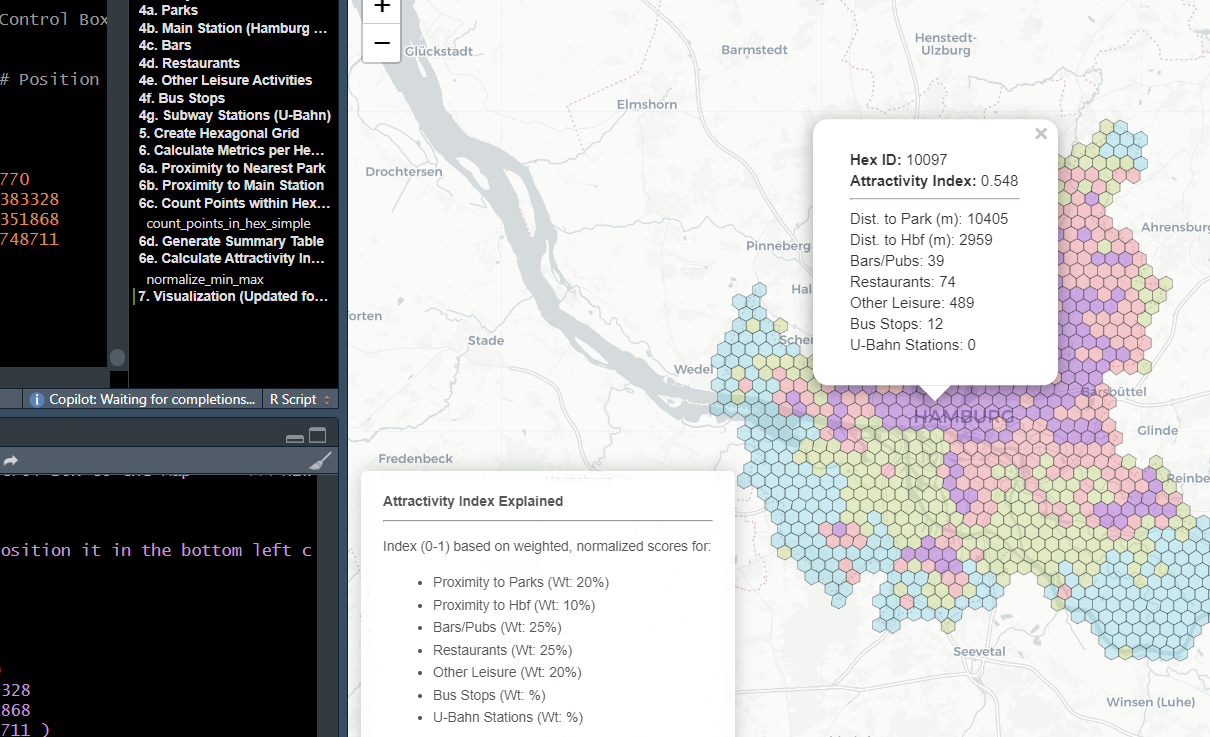 Control Box
# Position
770
383328
351868
748711
4a. Parks
4b. Main Station (Hamburg ...
4c. Bars
4d. Restaurants
4e. Other Leisure Activities
4f. Bus Stops
4g. Subway Stations (U-Bahn)
5. Create Hexagonal Grid
6. Calculate Metrics per He...
6a. Proximity to Nearest Park
6b. Proximity to Main Station
6c. Count Points within Hex...
count_points_in_hex_simple
6d. Generate Summary Table
6e. Calculate Attractivity In...
normalize_min_max
7. Visualization (Updated fo...
Copilot: Waiting for completions...
R Script
osition it in the bottom left c
328
868
711 )
+
−
Glückstadt
Barmstedt
Henstedt-
Ulzburg
Elmshorn
Drochtersen
Pinneberg
Ahrensburg
Stade
Wedel
HAMBURG
Barsbüttel
Glinde
Reinbe
Fredenbeck
Seevetal
Winsen (Luhe)
Hex ID: 10097
Attractivity Index: 0.548
Dist. to Park (m): 10405
Dist. to Hbf (m): 2959
Bars/Pubs: 39
Restaurants: 74
Other Leisure: 489
Bus Stops: 12
U-Bahn Stations: 0
×
Hal
Schen
forten
Attractivity Index Explained
Index (0-1) based on weighted, normalized scores for:
• Proximity to Parks (Wt: 20%)
• Proximity to Hbf (Wt: 10%)
• Bars/Pubs (Wt: 25%)
• Restaurants (Wt: 25%)
• Other Leisure (Wt: 20%)
• Bus Stops (Wt: %)
• U-Bahn Stations (Wt: %)